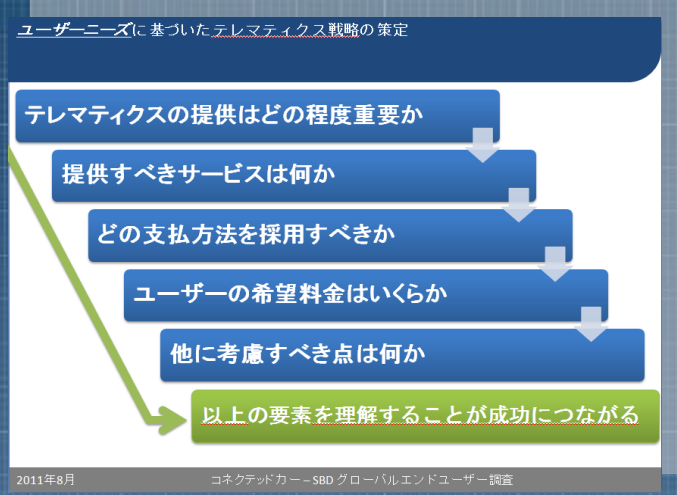 ユーザーニーズに基づいたテレマティクス戦略の策定
テレマティクスの提供はどの程度重要か
提供すべきサービスは何か
どの支払方法を採用すべきか
ユーザーの希望料金はいくらか
他に考慮すべき点は何か
以上の要素を理解することが成功につながる
2011年8月 コネクテッドカー – SBD グローバルエンドユーザー調査